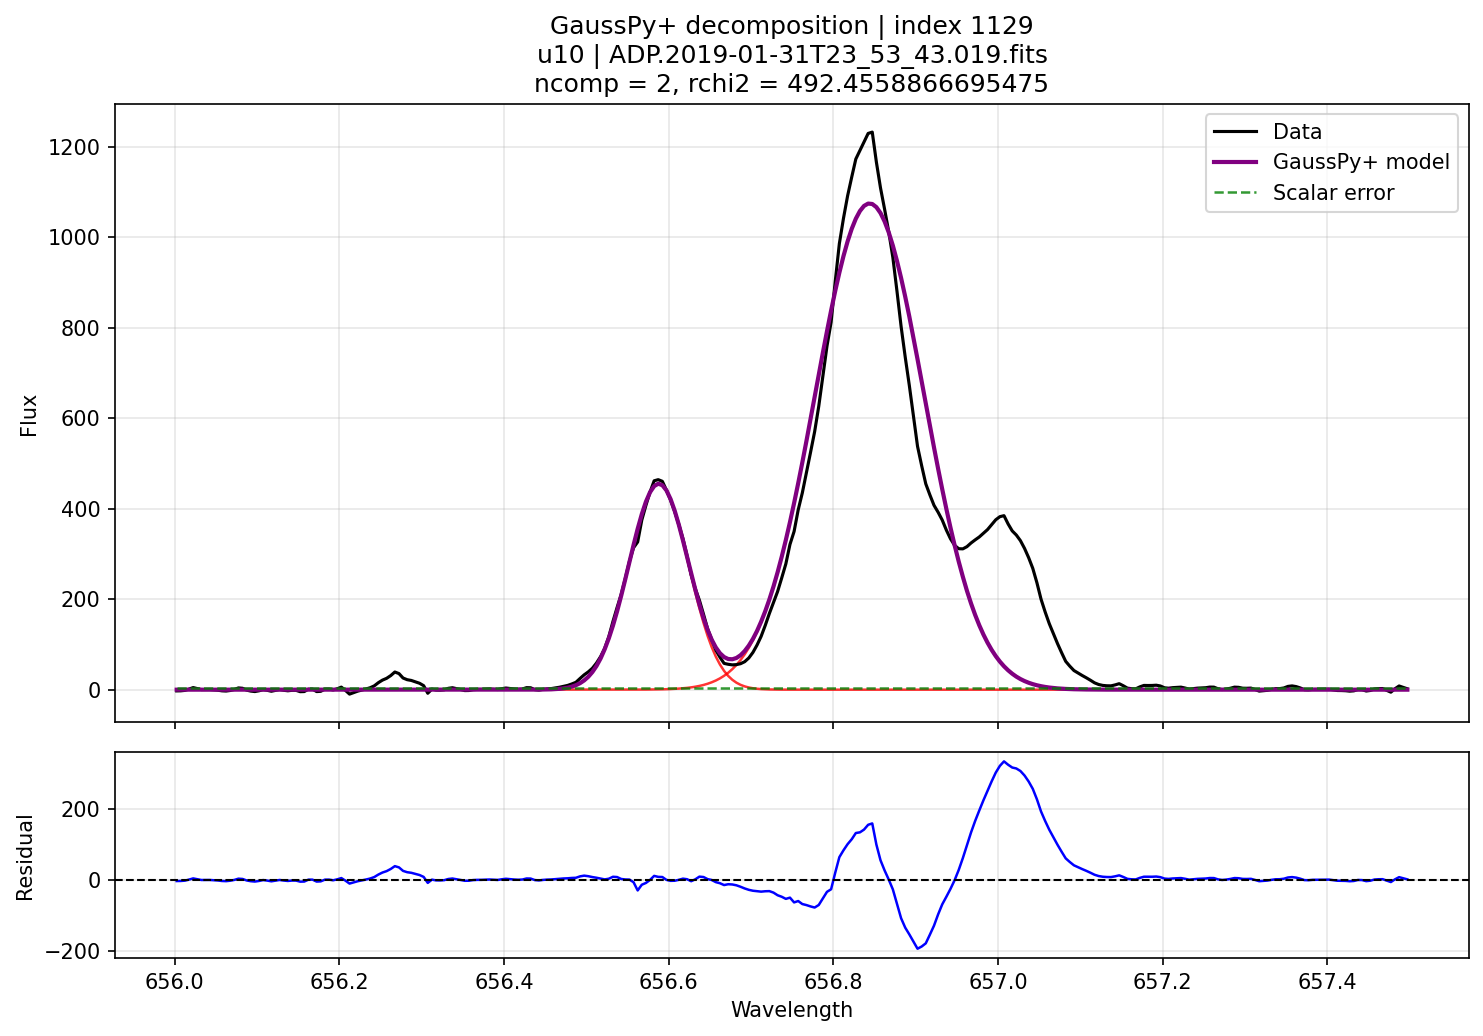 GaussPy+ decomposition | index 1129
u10 | ADP.2019-01-31T23_53_43.019.fits
ncomp = 2, rchi2 = 492.4558866695475
Data
GaussPy+ model
Scalar error
1200
1000
800
600
400
200
0
Flux
200
0
−200
Residual
656.0 656.2 656.4 656.6 656.8 657.0 657.2 657.4
Wavelength